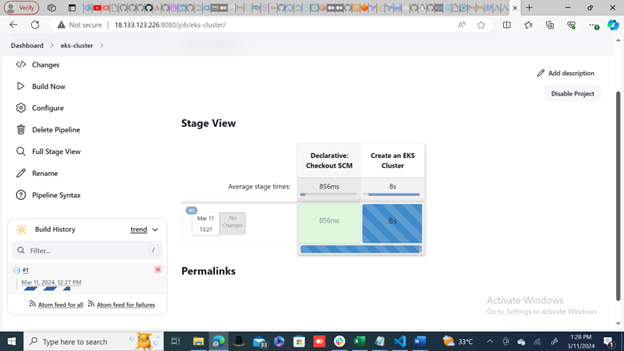 Verify
Not secure | 18.133.123.226:8080/job/eks-cluster/
Dashboard > eks-cluster >
Changes
Build Now
Configure
Delete Pipeline
Full Stage View
Rename
Pipeline Syntax
Build History trend
Filter... /
#1
Mar 11, 2024, 12:27 PM
Atom feed for all Atom feed for failures
Add description
Disable Project
Stage View
Declarative: Checkout SCM
Create an EKS Cluster
Average stage times: 856ms 8s
#1
Mar 11
13:27
No Changes
856ms 8s
Permalinks
Activate Windows
Go to Settings to activate Windows.
Type here to search
33
33°C
1:28 PM
3/11/2024